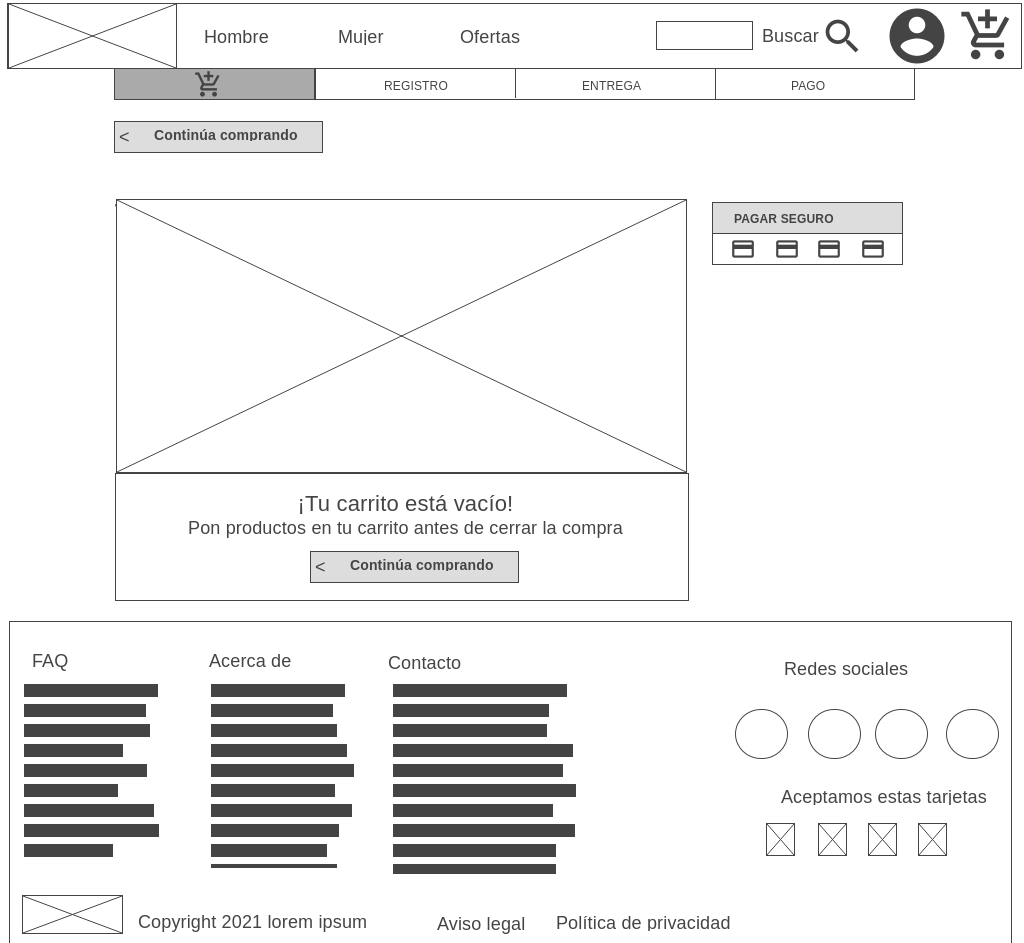 Hombre
Mujer
Ofertas
Buscar
REGISTRO
ENTREGA
PAGO
< Continúa comprando
PAGAR SEGURO
¡Tu carrito está vacío!
Pon productos en tu carrito antes de cerrar la compra
< Continúa comprando
FAQ
Acerca de
Contacto
Redes sociales
Aceptamos estas tarjetas
Copyright 2021 lorem ipsum
Aviso legal
Política de privacidad